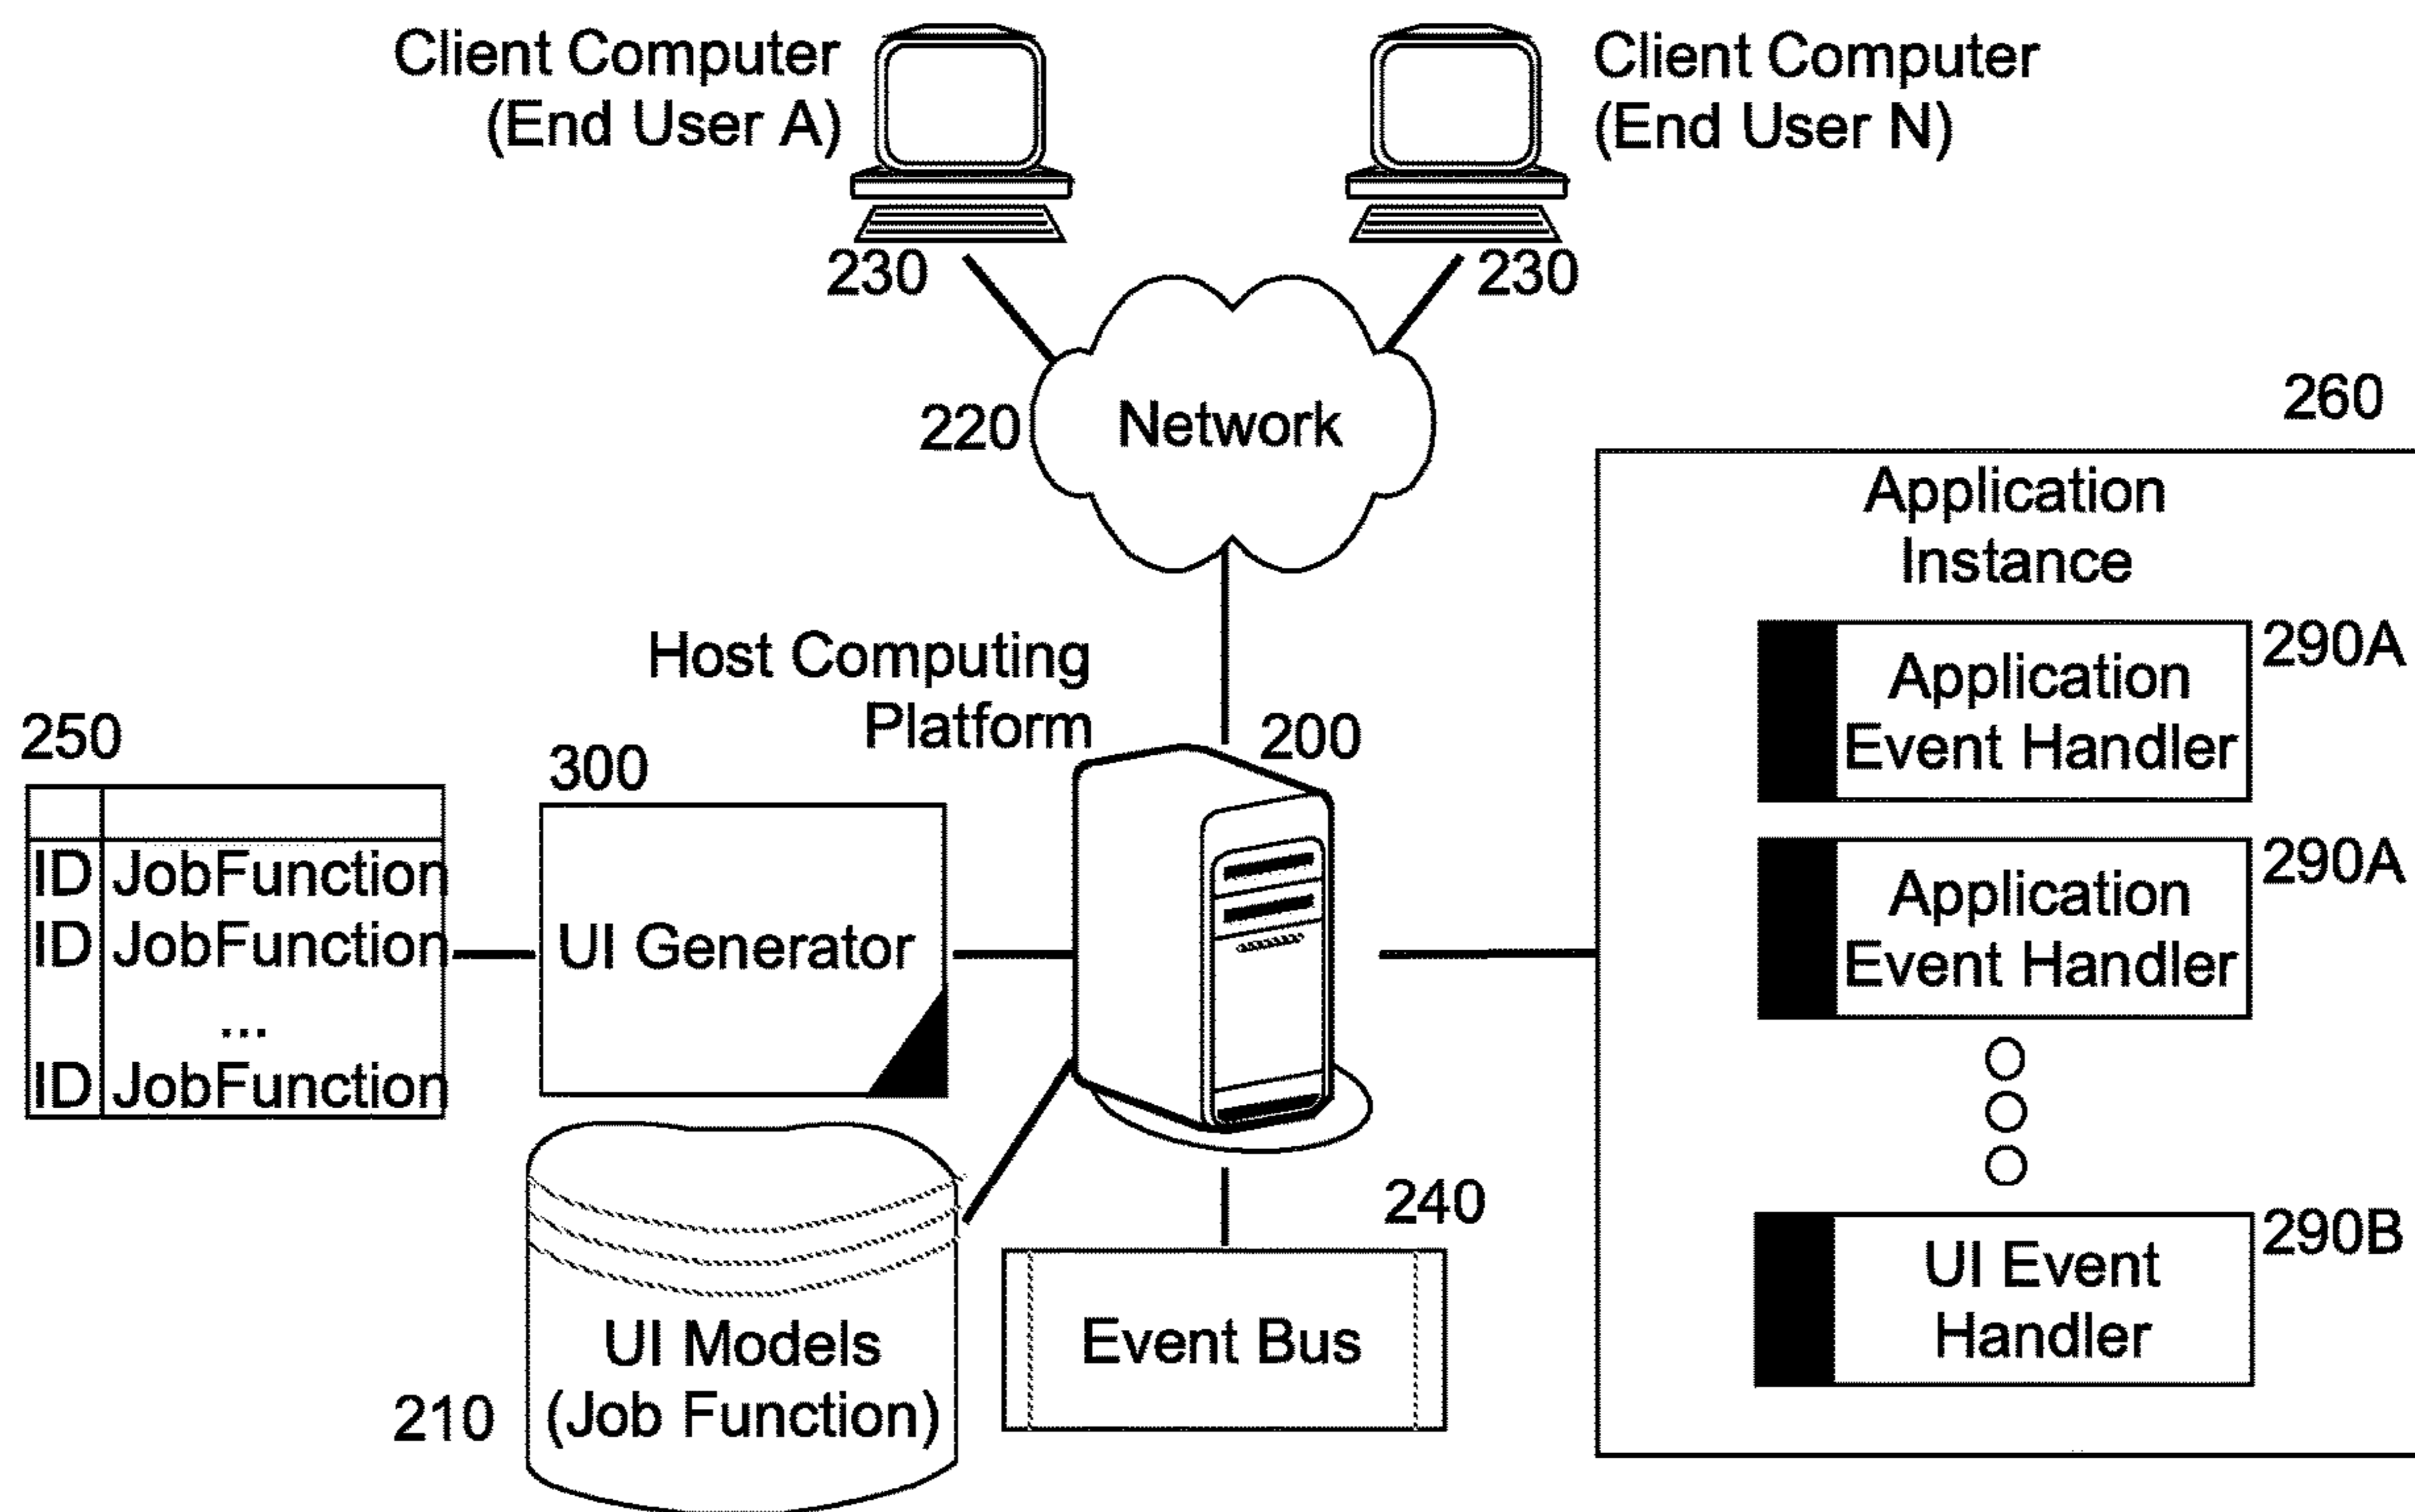 Client Computer
(End User A)
Client Computer
(End User N)
230
230
220
Network
260
Application
Instance
Host Computing
Platform
200
290A
Application
Event Handler
290A
Application
Event Handler
290B
UI Event
Handler
250
ID JobFunction
ID JobFunction
...
ID JobFunction
300
UI Generator
210
UI Models
(Job Function)
240
Event Bus